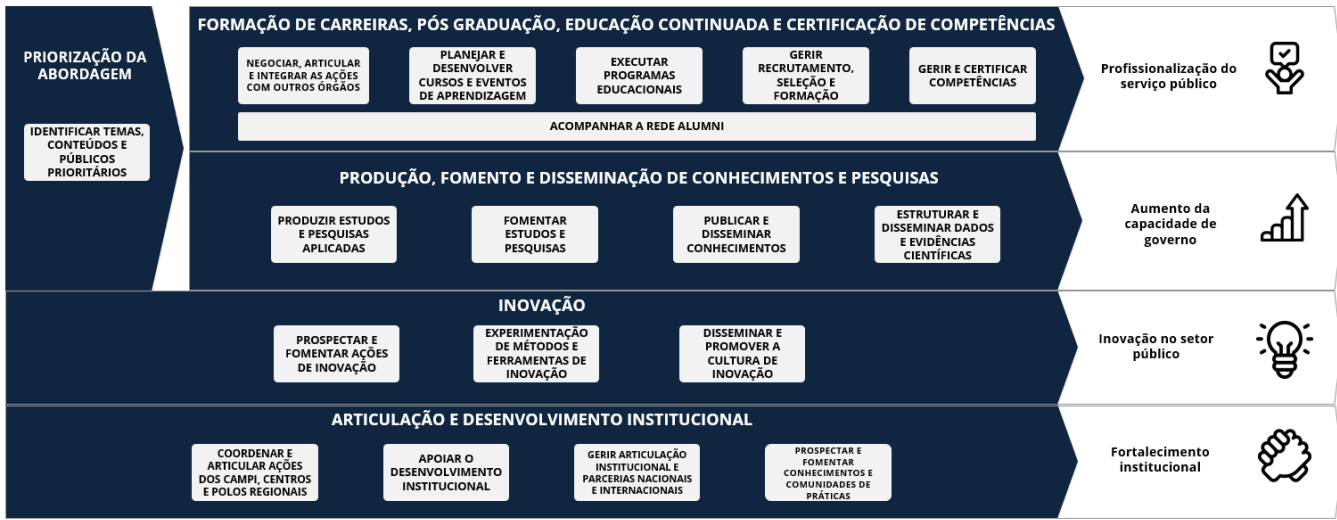 PRIORIZAÇÃO DA
ABORDAGEM
IDENTIFICAR TEMAS,
CONTEÚDOS E
PÚBLICOS
PRIORITÁRIOS
FORMAÇÃO DE CARREIRAS, PÓS GRADUAÇÃO, EDUCAÇÃO CONTINUADA E CERTIFICAÇÃO DE COMPETÊNCIAS
NEGOCIAR, ARTICULAR
E INTEGRAR AS AÇÕES
COM OUTROS ÓRGÃOS
PLANEJAR E
DESENVOLVER
CURSOS E EVENTOS
DE APRENDIZAGEM
EXECUTAR
PROGRAMAS
EDUCACIONAIS
GERIR
RECRUTAMENTO,
SELEÇÃO E
FORMAÇÃO
GERIR E CERTIFICAR
COMPETÊNCIAS
ACOMPANHAR A REDE ALUMNI
Profissionalização do
serviço público
PRODUÇÃO, FOMENTO E DISSEMINAÇÃO DE CONHECIMENTOS E PESQUISAS
PRODUZIR ESTUDOS
E PESQUISAS
APLICADAS
FOMENTAR
ESTUDOS E
PESQUISAS
PUBLICAR E
DISSEMINAR
CONHECIMENTOS
ESTRUTURAR E
DISSEMINAR DADOS
E EVIDÊNCIAS
CIENTÍFICAS
Aumento da
capacidade de
governo
INOVAÇÃO
PROSPECTAR E
FOMENTAR AÇÕES
DE INOVAÇÃO
EXPERIMENTAÇÃO
DE MÉTODOS E
FERRAMENTAS DE
INOVAÇÃO
DISSEMINAR E
PROMOVER A
CULTURA DE
INOVAÇÃO
Inovação no setor
público
ARTICULAÇÃO E DESENVOLVIMENTO INSTITUCIONAL
COORDENAR E
ARTICULAR AÇÕES
DOS CAMPI, CENTROS
E POLOS REGIONAIS
APOIAR O
DESENVOLVIMENTO
INSTITUCIONAL
GERIR ARTICULAÇÃO
INSTITUCIONAL E
PARCERIAS NACIONAIS
E INTERNACIONAIS
PROSPECTAR E
FOMENTAR
CONHECIMENTOS E
COMUNIDADES DE
PRÁTICAS
Fortalecimento
institucional